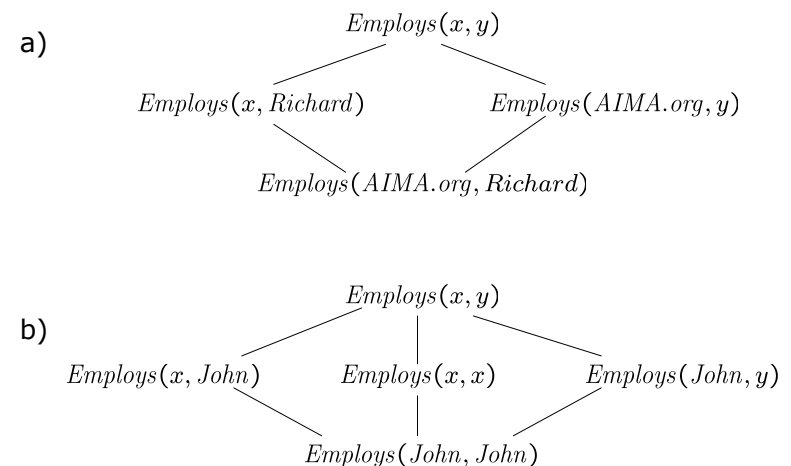 a)
Employs(x, y)
Employs(x, Richard) Employs(AIMA.org, y)
Employs(AIMA.org, Richard)
b)
Employs(x, y)
Employs(x, John) Employs(x, x) Employs(John, y)
Employs(John, John)